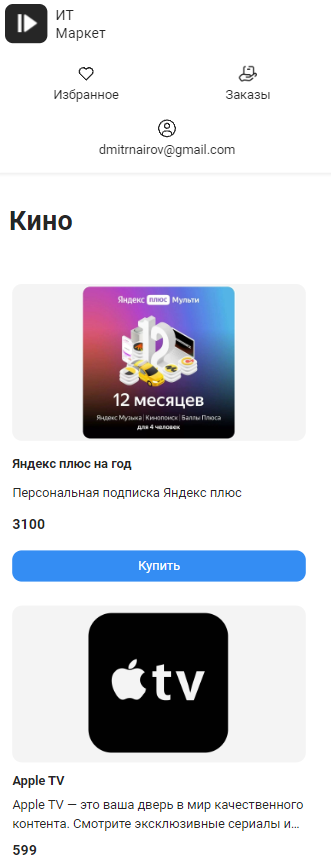 ИТ
Маркет
Избранное
Заказы
dmitrnairov@gmail.com
Кино
Яндекс плюс Мульти
12 месяцев
Яндекс Музыка | Кинопоиск | Баллы Плюса
для 4 человек
Яндекс плюс на год
Персональная подписка Яндекс плюс
3100
Купить
tv
Apple TV
Apple TV — это ваша дверь в мир качественного
контента. Смотрите эксклюзивные сериалы и...
599